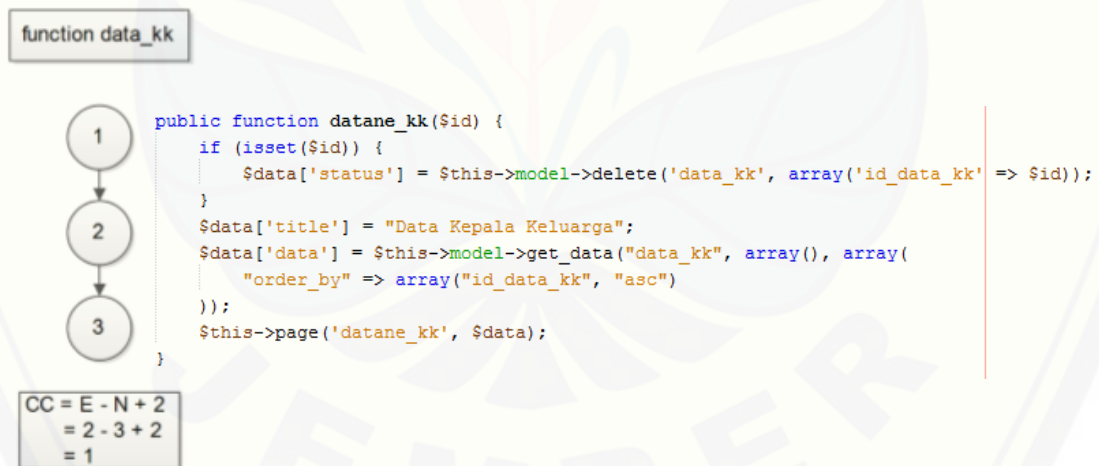 function data_kk
1
public function datane_kk($id) {
if (isset($id)) {
$data['status'] = $this->model->delete('data_kk', array('id_data_kk' => $id));
}
2
$data['title'] = "Data Kepala Keluarga";
$data['data'] = $this->model->get_data("data_kk", array(), array(
"order_by" => array("id_data_kk", "asc")
));
3
$this->page('datane_kk', $data);
}
CC = E - N + 2
= 2 - 3 + 2
= 1
JEMBER